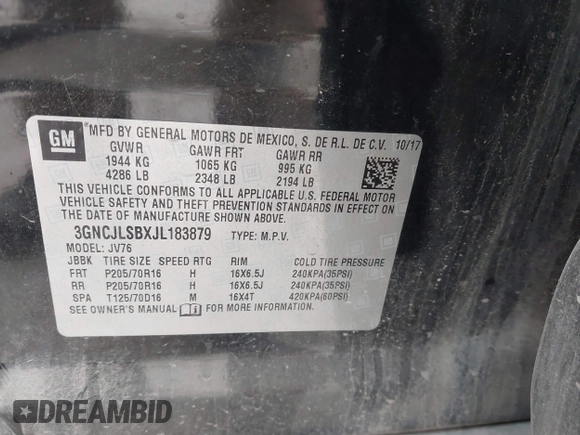 GM
MFD BY GENERAL MOTORS DE MEXICO, S. DE R.L. DE C.V. 10/17
GVWR GAWR FRT GAWR RR
1944 KG 1065 KG 995 KG
4286 LB 2348 LB 2194 LB
THIS VEHICLE CONFORMS TO ALL APPLICABLE U.S. FEDERAL MOTOR
VEHICLE SAFETY AND THEFT PREVENTION STANDARDS IN EFFECT ON THE
DATE OF MANUFACTURE SHOWN ABOVE.
3GNCJLSBXJL183879 TYPE: M.P.V.
MODEL: JV76
JBBK TIRE SIZE SPEED RTG RIM COLD TIRE PRESSURE
FRT P205/70R16 H 16X6.5J 240KPA(35PSI)
RR P205/70R16 H 16X6.5J 240KPA(35PSI)
SPA T125/70D16 M 16X4T 420KPA(60PSI)
SEE OWNER'S MANUAL FOR MORE INFORMATION
DREAMBID